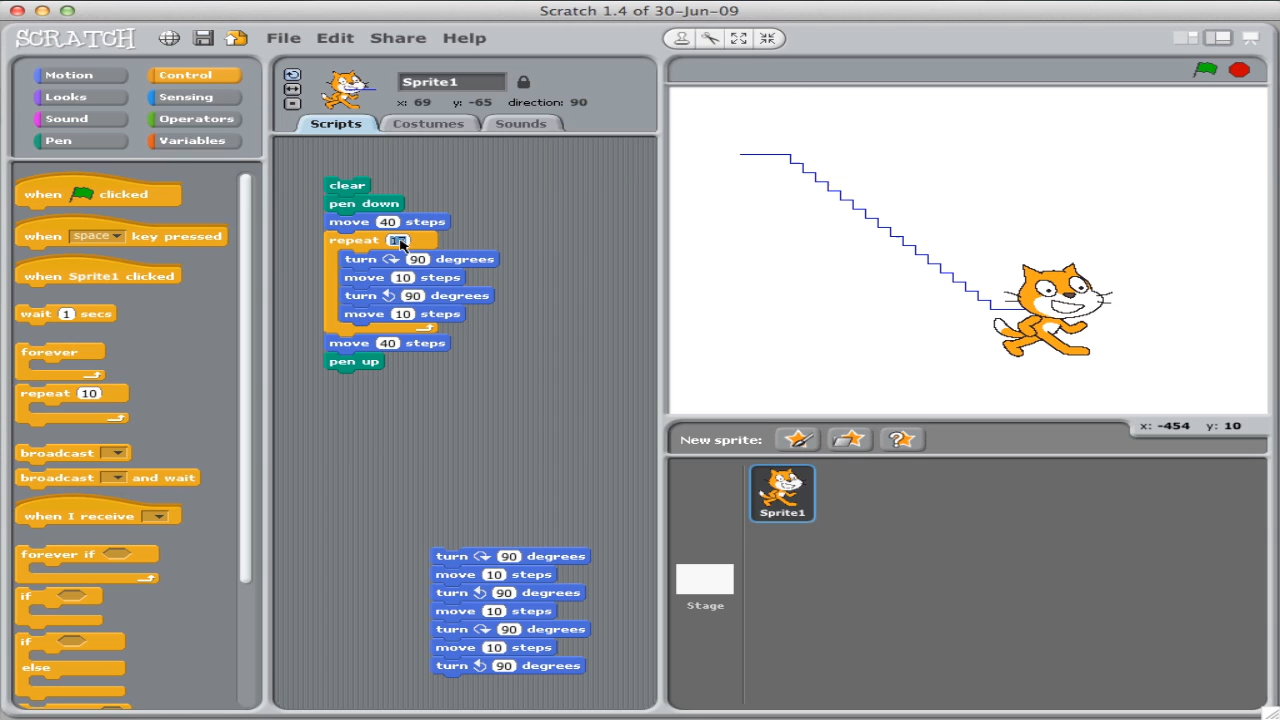 Scratch 1.4 of 30-Jun-09
SCRATCH File Edit Share Help
Motion Control
Looks Sensing
Sound Operators
Pen Variables
when clicked
when space key pressed
when Sprite1 clicked
wait 1 secs
forever
repeat 10
broadcast
broadcast and wait
when I receive
forever if
if
if
else
Sprite1
x: 69 y: -65 direction: 90
Scripts Costumes Sounds
clear
pen down
move 40 steps
repeat
turn 90 degrees
move 10 steps
turn 90 degrees
move 10 steps
move 40 steps
pen up
turn 90 degrees
move 10 steps
turn 90 degrees
move 10 steps
turn 90 degrees
move 10 steps
turn 90 degrees
x: -454 y: 10
New sprite:
Sprite1
Stage